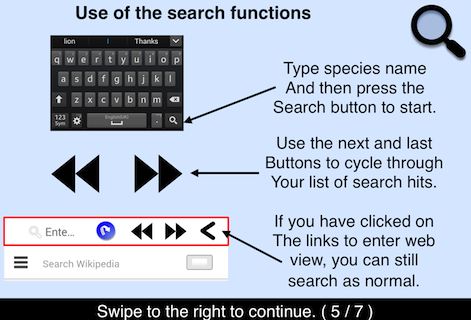 Use of the search functions
lion I Thanks
q w e r t y u i o p
a s d f g h j k l
z x c v b n m
123
Sym
English(UK)
.
Type species name
And then press the
Search button to start.
Use the next and last
Buttons to cycle through
Your list of search hits.
Ente...
Search Wikipedia
If you have clicked on
The links to enter web
view, you can still
search as normal.
Swipe to the right to continue. ( 5 / 7 )